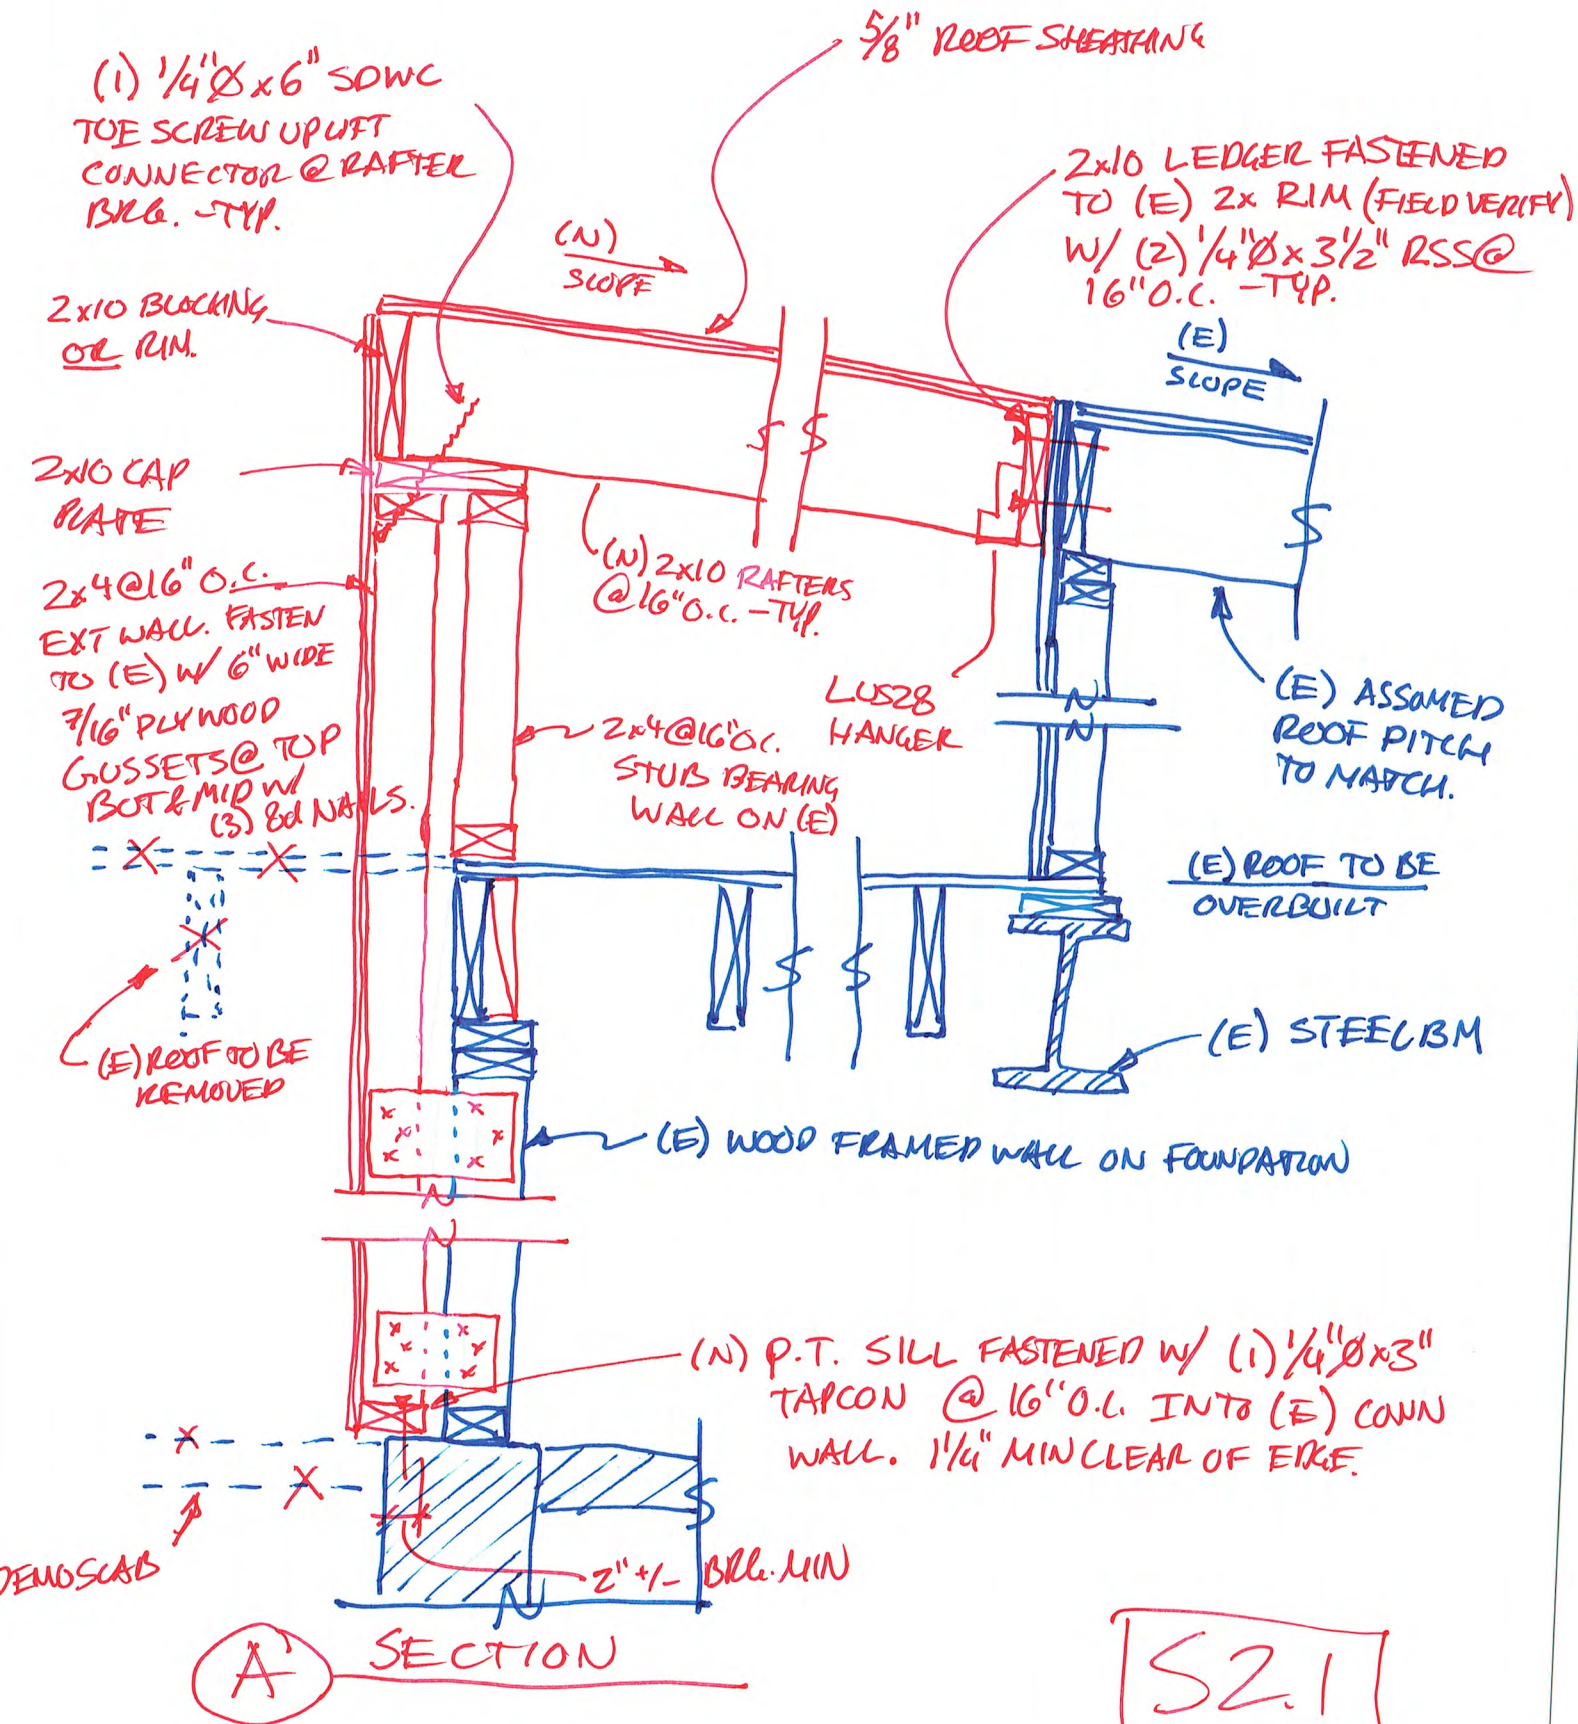 5/8" ROOF SHEATHING
(1) 1/4"Ø x 6" SDWC
TOE SCREW UPLIFT
CONNECTOR @ RAFTER
BRG. -TYP.
2x10 LEDGER FASTENED
TO (E) 2x RIM (FIELD VERIFY)
W/ (2) 1/4"Ø x 3 1/2" RSS @
16" O.C. -TYP.
(N)
SLOPE
2x10 BLOCKING
OR RIM.
(E)
SLOPE
2x10 CAP
PLATE
(N) 2x10 RAFTERS
@ 16" O.C. -TYP.
2x4 @ 16" O.C.
EXT WALL. FASTEN
TO (E) W/ 6" WIDE
7/16" PLYWOOD
GUSSETS @ TOP
BOT & MID W/
(3) 8d NAILS.
LUS28
HANGER
2x4 @ 16" O.C.
STUB BEARING
WALL ON (E)
(E) ASSUMED
ROOF PITCH
TO MATCH.
(E) ROOF TO BE
OVERBUILT
(E) ROOF TO BE
REMOVED
(E) STEEL BM
(E) WOOD FRAMED WALL ON FOUNDATION
(N) P.T. SILL FASTENED W/ (1) 1/4"Ø x 3"
TAPCON @ 16" O.C. INTO (E) CONN
WALL. 1 1/4" MIN CLEAR OF EDGE.
DEMO SLAB
2" +/- BRG. MIN
A SECTION
S2.1